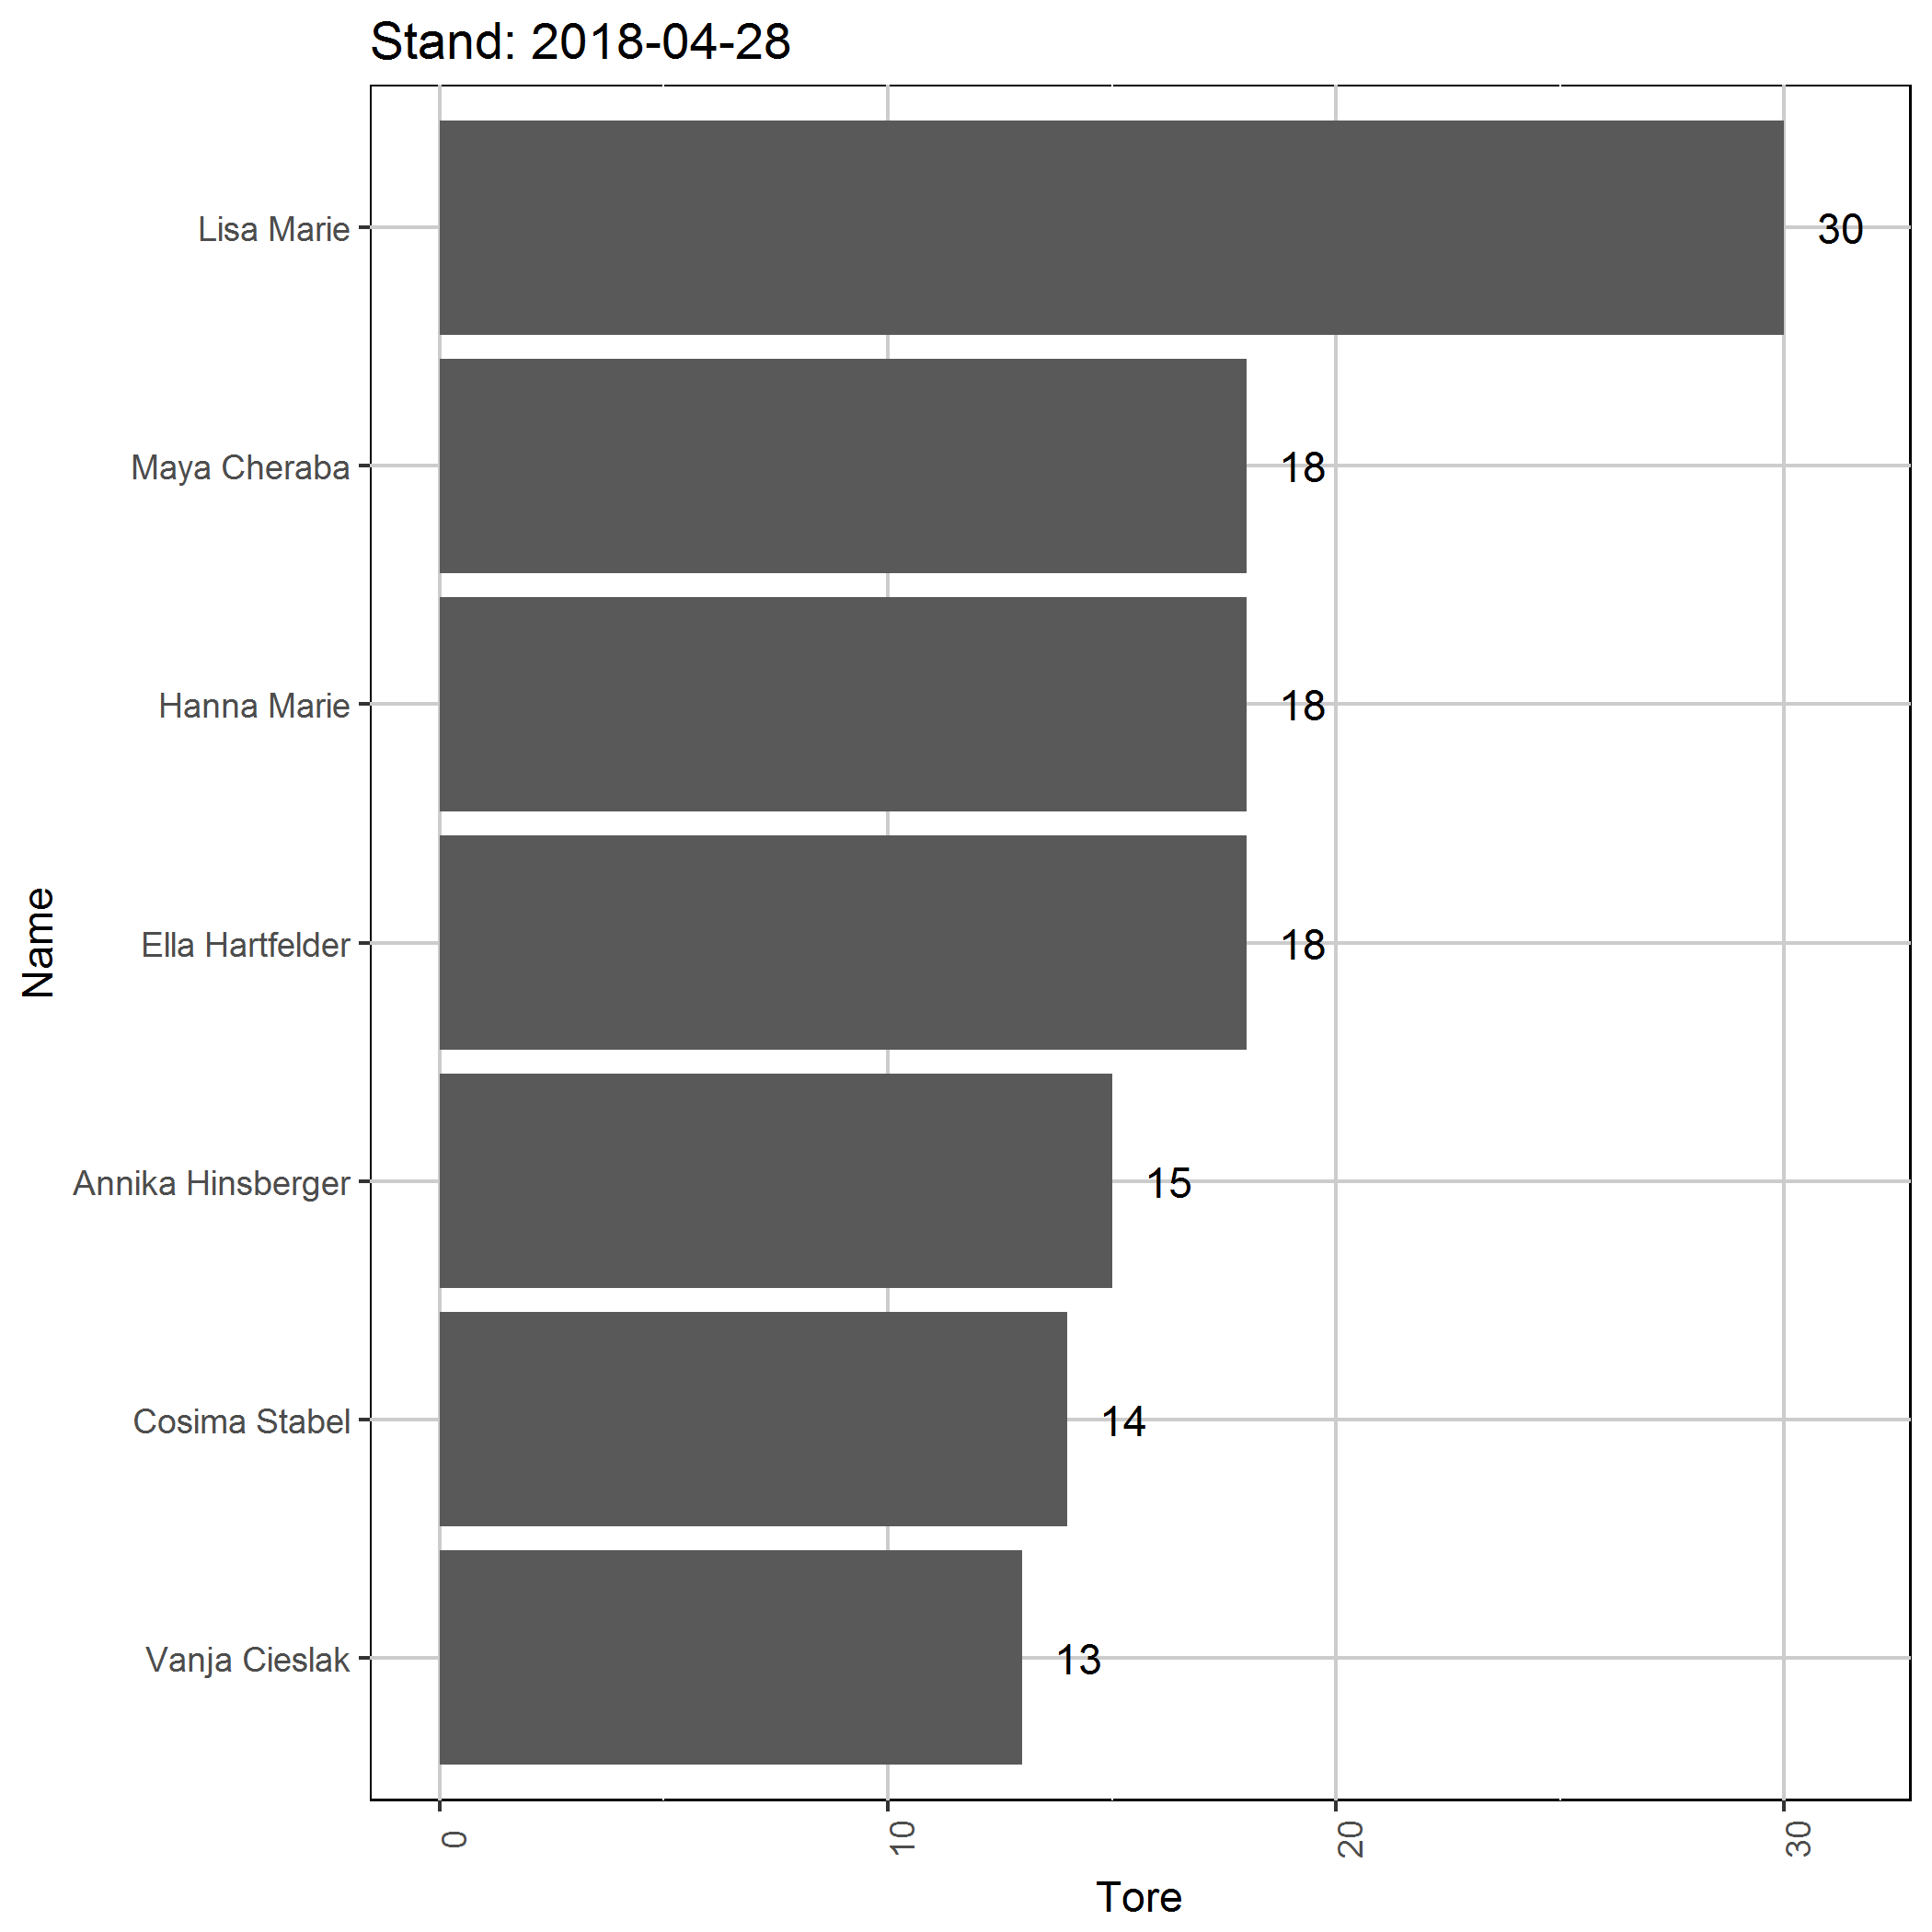 Stand: 2018-04-28
Lisa Marie 30
Maya Cheraba 18
Hanna Marie 18
Ella Hartfelder 18
Annika Hinsberger 15
Cosima Stabel 14
Vanja Cieslak 13
Name
0 10 20 30
Tore